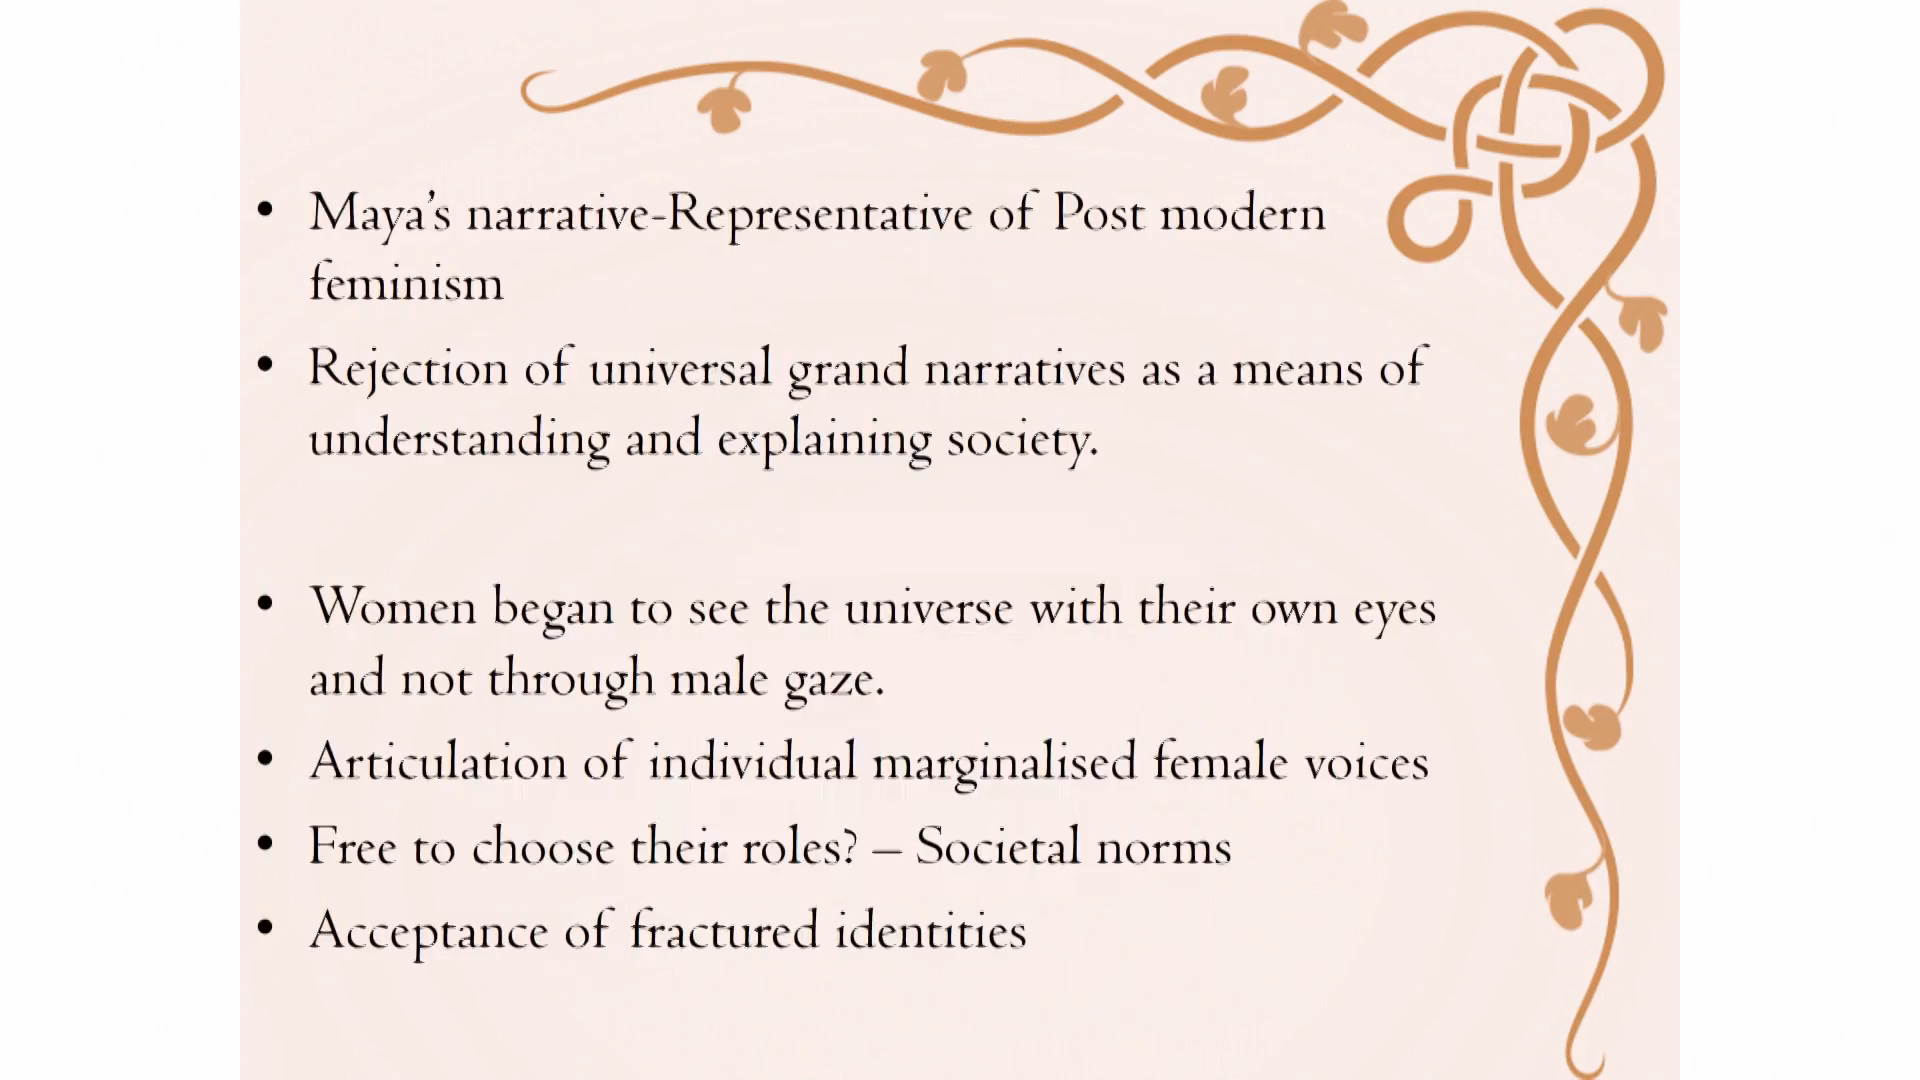 • Maya's narrative-Representative of Post modern
feminism
• Rejection of universal grand narratives as a means of
understanding and explaining society.
• Women began to see the universe with their own eyes
and not through male gaze.
• Articulation of individual marginalised female voices
• Free to choose their roles? – Societal norms
• Acceptance of fractured identities